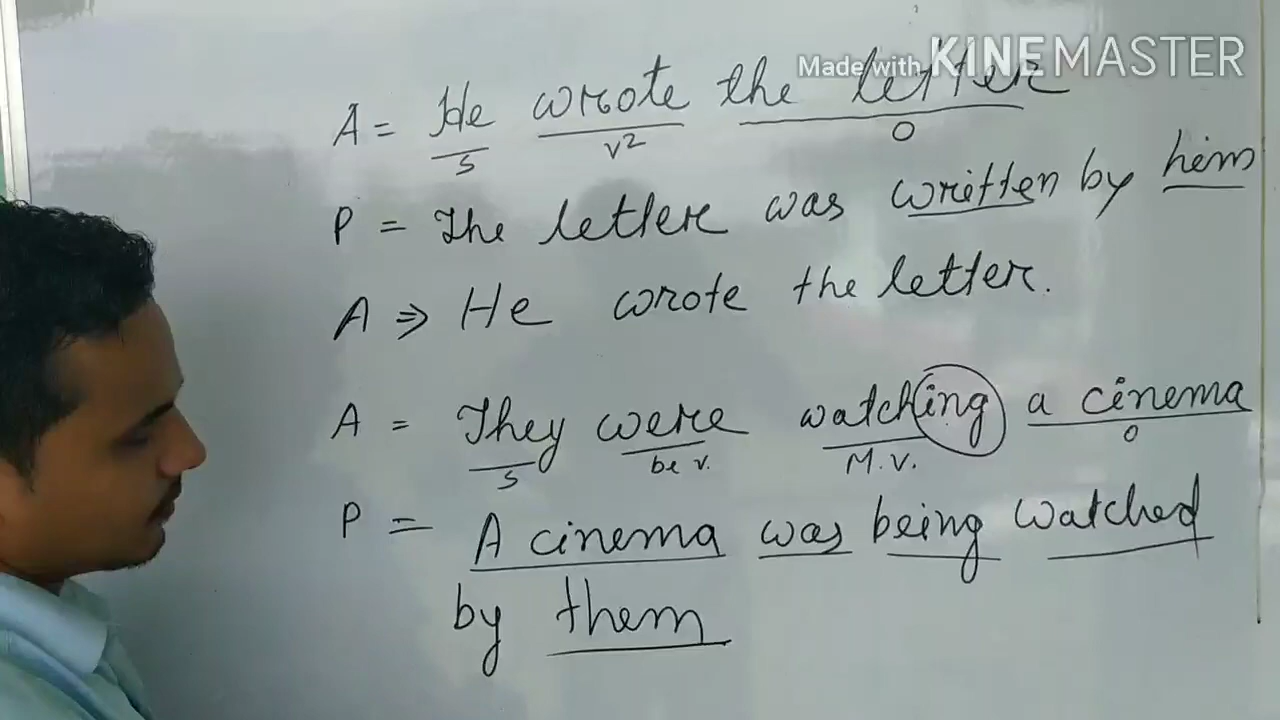 Made with KINEMASTER
A = He wrote the letter
S V2 O
P = The letter was written by him
A ⇒ He wrote the letter.
A = They were watching a cinema
S be v. M.V. O
P = A cinema was being watched
by them